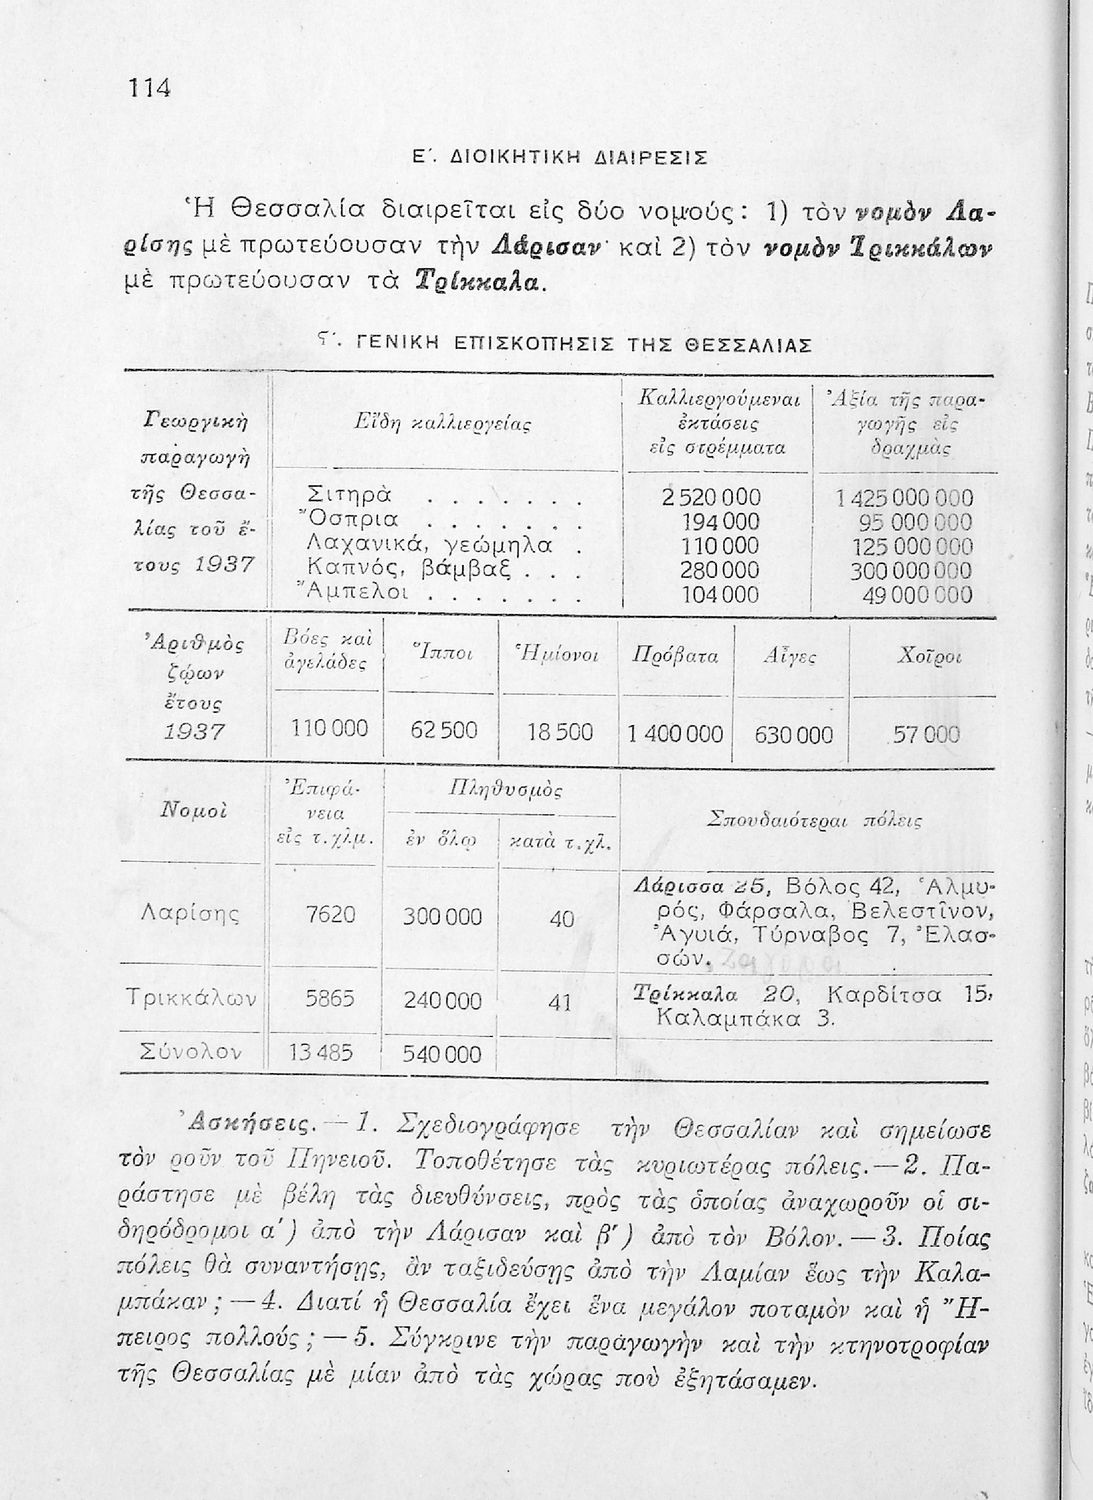 114
Ε΄. ΔΙΟΙΚΗΤΙΚΗ ΔΙΑΙΡΕΣΙΣ
Ἡ Θεσσαλία διαιρεῖται εἰς δύο νομούς: 1) τὸν νομὸν Λα-
ρίσης μὲ πρωτεύουσαν τὴν Λάρισαν· καὶ 2) τὸν νομὸν Τρικκάλων
μὲ πρωτεύουσαν τὰ Τρίκκαλα.
ϛ΄. ΓΕΝΙΚΗ ΕΠΙΣΚΟΠΗΣΙΣ ΤΗΣ ΘΕΣΣΑΛΙΑΣ
Γεωργικὴ
παραγωγὴ
τῆς Θεσσα-
λίας τοῦ ἔ-
τους 1937
Εἴδη καλλιεργείας
Καλλιεργούμεναι
ἐκτάσεις
εἰς στρέμματα
Ἀξία τῆς παρα-
γωγῆς εἰς
δραχμὰς
Σιτηρὰ . . . . . . . 2 520 000 1 425 000 000
Ὄσπρια . . . . . . . 194 000 95 000 000
Λαχανικά, γεώμηλα . 110 000 125 000 000
Καπνός, βάμβαξ . . . 280 000 300 000 000
Ἄμπελοι . . . . . . . 104 000 49 000 000
Ἀριθμὸς
ζώων
ἔτους
1937
Βόες καὶ
ἀγελάδες
Ἵπποι Ἡμίονοι Πρόβατα Αἶγες Χοῖροι
110 000 62 500 18 500 1 400 000 630 000 57 000
Νομοὶ
Ἐπιφά-
νεια
εἰς τ.χλμ.
Πληθυσμὸς
ἐν ὅλῳ κατὰ τ.χλ.
Σπουδαιότεραι πόλεις
Λαρίσης 7620 300 000 40
Λάρισσα 25, Βόλος 42, Ἁλμυ-
ρός, Φάρσαλα, Βελεστῖνον,
Ἀγυιά, Τύρναβος 7, Ἐλασ-
σών.
Τρικκάλων 5865 240 000 41
Τρίκκαλα 20, Καρδίτσα 15,
Καλαμπάκα 3.
Σύνολον 13 485 540 000
Ἀσκήσεις. — 1. Σχεδιογράφησε τὴν Θεσσαλίαν καὶ σημείωσε
τὸν ροῦν τοῦ Πηνειοῦ. Τοποθέτησε τὰς κυριωτέρας πόλεις. — 2. Πα-
ράστησε μὲ βέλη τὰς διευθύνσεις, πρὸς τὰς ὁποίας ἀναχωροῦν οἱ σι-
δηρόδρομοι α΄) ἀπὸ τὴν Λάρισαν καὶ β΄) ἀπὸ τὸν Βόλον. — 3. Ποίας
πόλεις θὰ συναντήσῃς, ἂν ταξιδεύσῃς ἀπὸ τὴν Λαμίαν ἕως τὴν Καλα-
μπάκαν ; — 4. Διατί ἡ Θεσσαλία ἔχει ἕνα μεγάλον ποταμὸν καὶ ἡ Ἤ-
πειρος πολλούς ; — 5. Σύγκρινε τὴν παραγωγὴν καὶ τὴν κτηνοτροφίαν
τῆς Θεσσαλίας μὲ μίαν ἀπὸ τὰς χώρας ποὺ ἐξητάσαμεν.